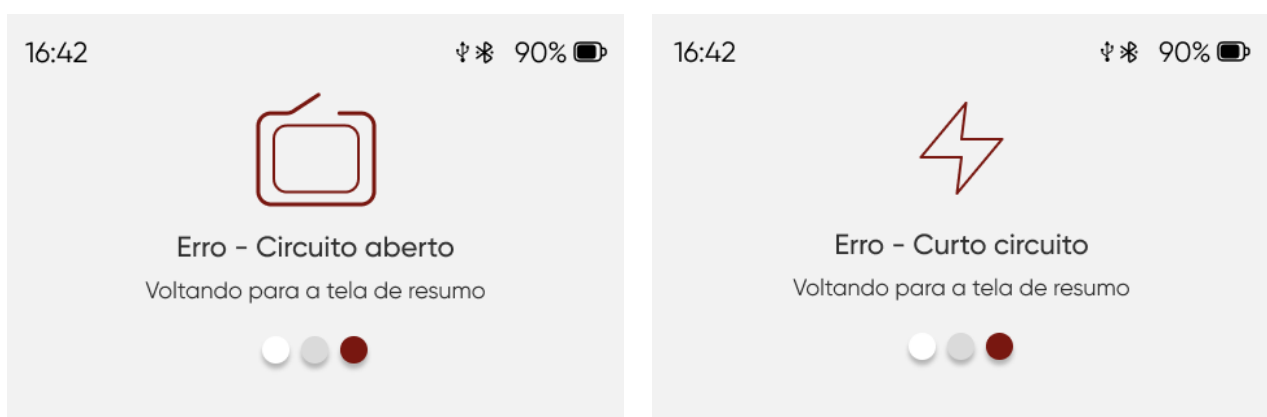 16:42 90%
Erro - Circuito aberto
Voltando para a tela de resumo
16:42 90%
Erro - Curto circuito
Voltando para a tela de resumo